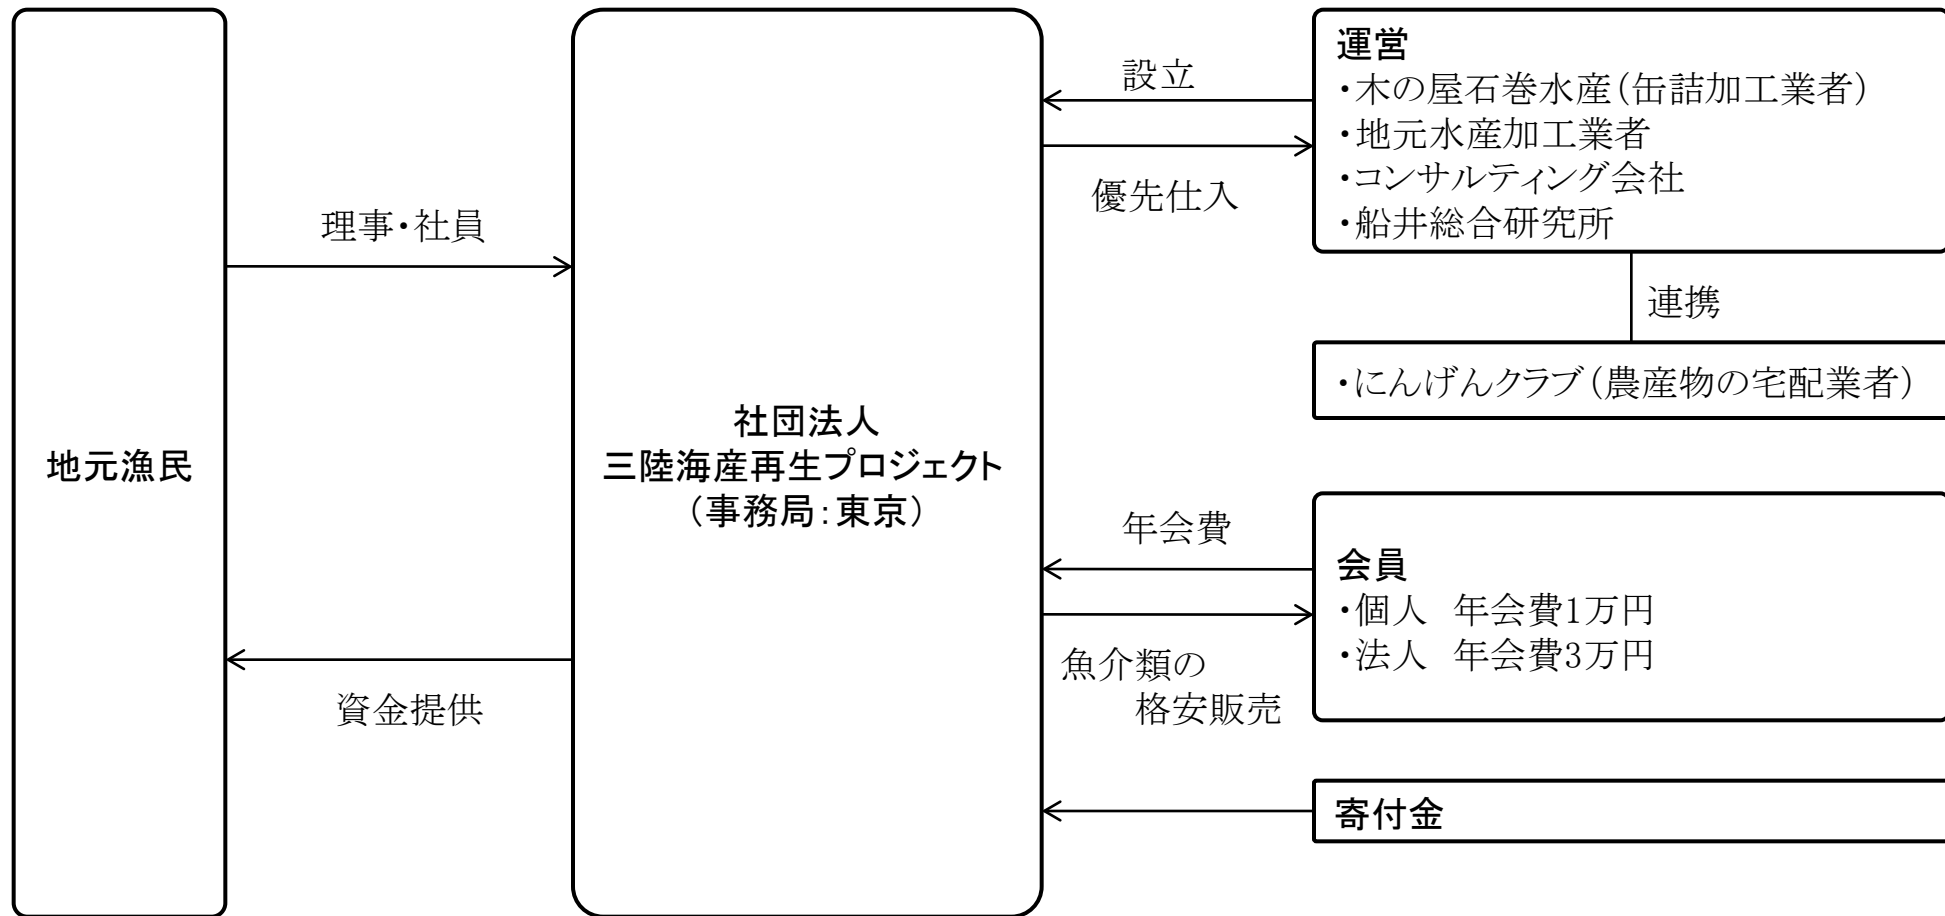 地元漁民
理事・社員
資金提供
社団法人
三陸海産再生プロジェクト
（事務局：東京）
設立
優先仕入
年会費
魚介類の
格安販売
運営
・木の屋石巻水産（缶詰加工業者）
・地元水産加工業者
・コンサルティング会社
・船井総合研究所
連携
・にんげんクラブ（農産物の宅配業者）
会員
・個人　年会費1万円
・法人　年会費3万円
寄付金